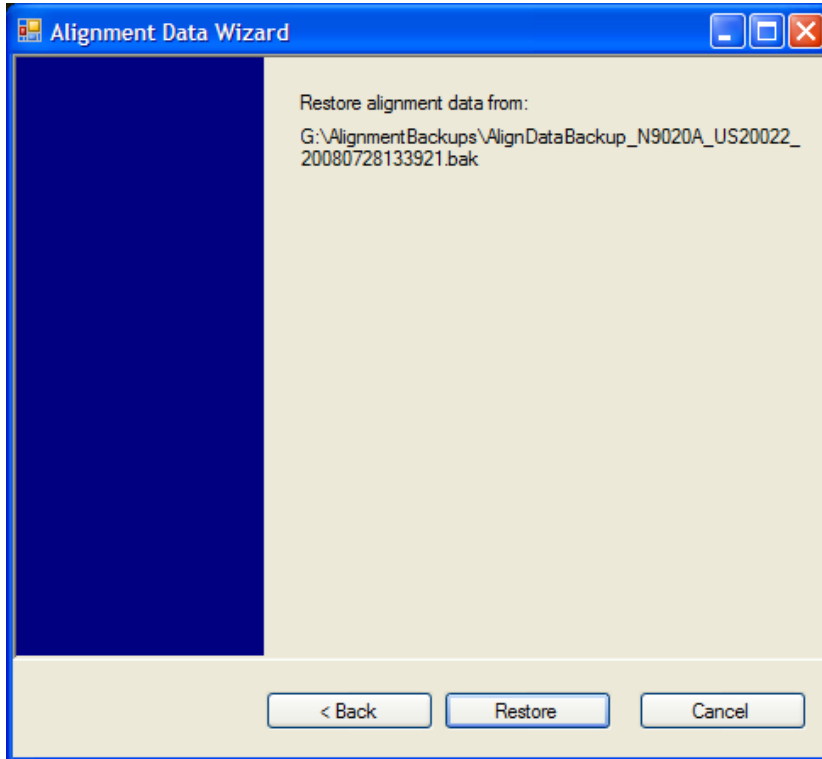 Alignment Data Wizard
Restore alignment data from:
G:\AlignmentBackups\AlignDataBackup_N9020A_US20022_
20080728133921.bak
< Back
Restore
Cancel